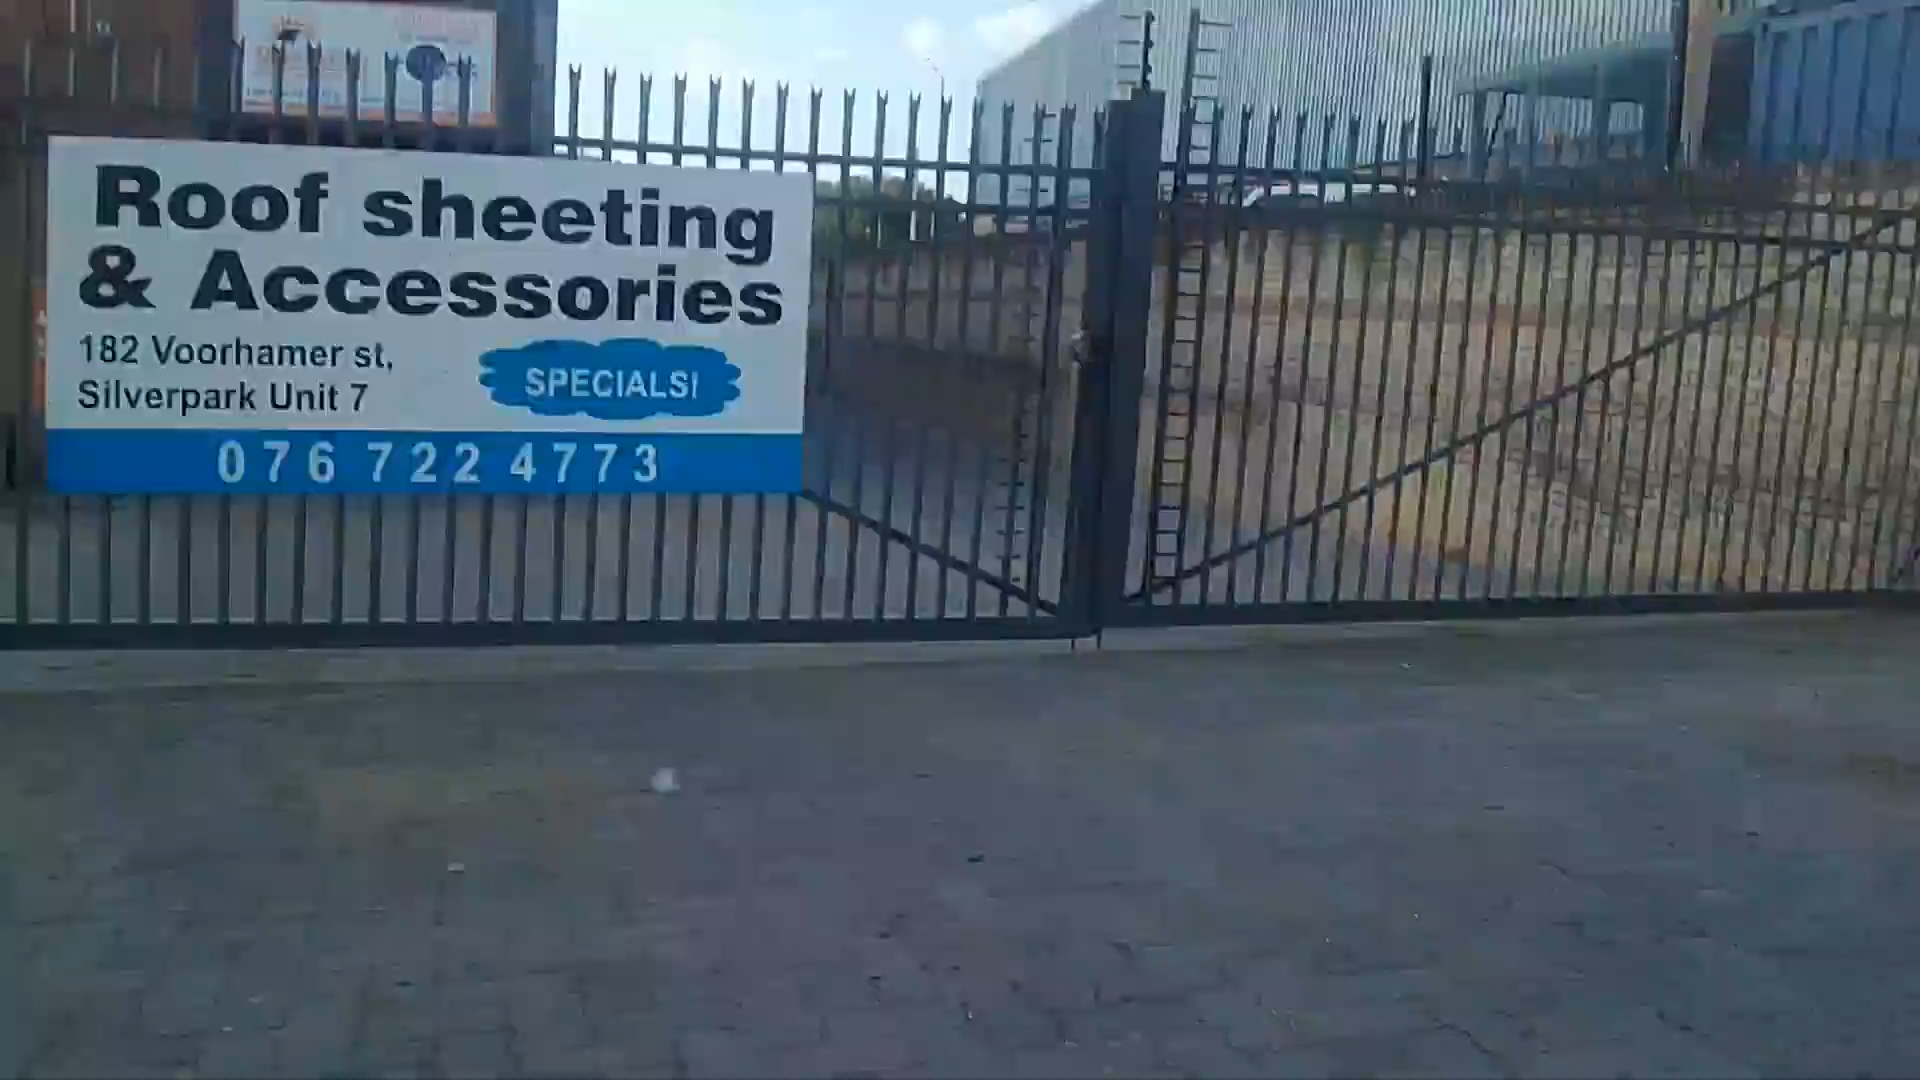 Roof sheeting
& Accessories
182 Voorhamer st,
Silverpark Unit 7
SPECIALS!
076 722 4773